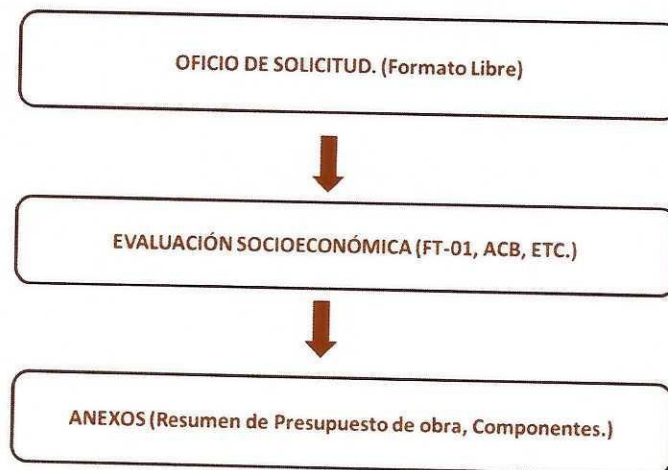 OFICIO DE SOLICITUD. (Formato Libre)
EVALUACIÓN SOCIOECONÓMICA (FT-01, ACB, ETC.)
ANEXOS (Resumen de Presupuesto de obra, Componentes.)